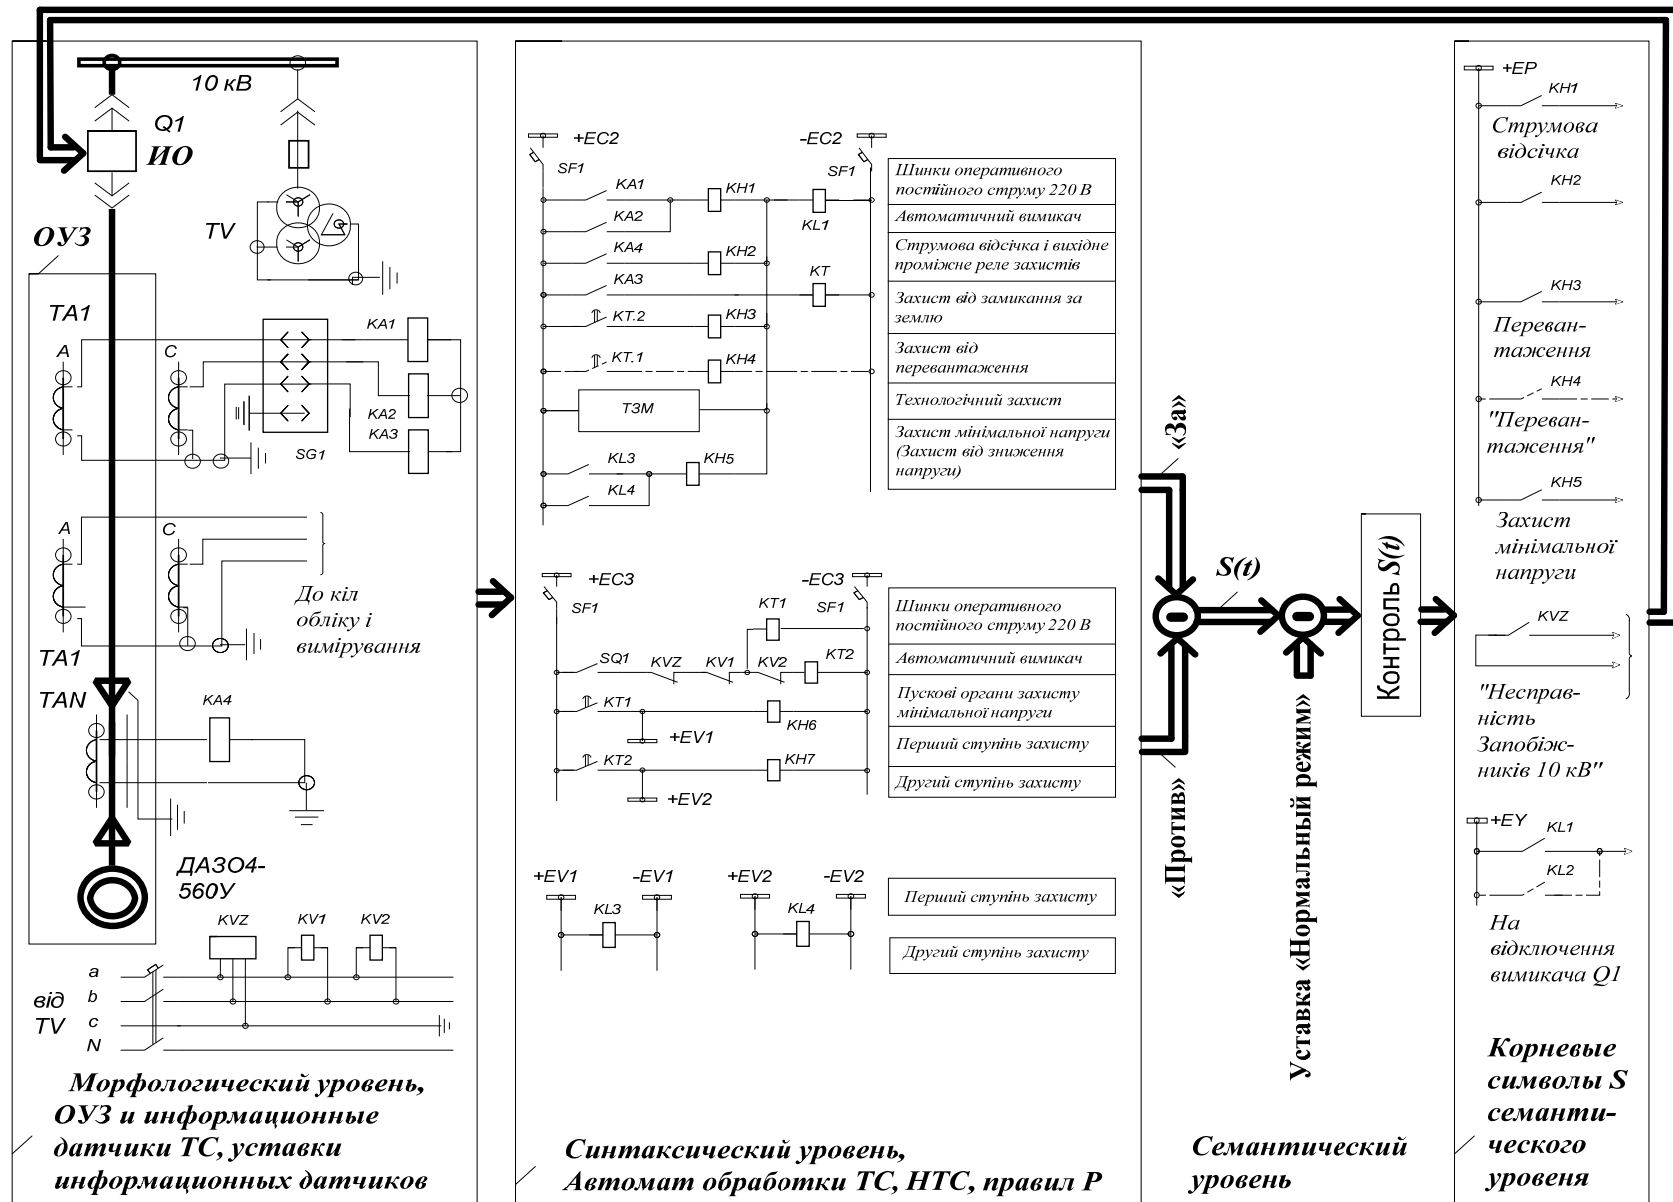 10 кВ
Q1
ИО
TV
ОУЗ
TA1
A
C
KA1
KA2
KA3
SG1
A
C
До кіл
обліку і
вимірування
TA1
TAN
KA4
ДАЗО4-
560У
KVZ
KV1
KV2
a
від
b
TV
c
N
Морфологический уровень,
ОУЗ и информационные
датчики ТС, уставки
информационных датчиков
+EC2
-EC2
SF1
SF1
KA1
KH1
KA2
KL1
KA4
KH2
KA3
KT
KT.2
KH3
KT.1
KH4
ТЗМ
KL3
KH5
KL4
Шинки оперативного
постійного струму 220 В
Автоматичний вимикач
Струмова відсічка і вихідне
проміжне реле захистів
Захист від замикання за
землю
Захист від
перевантаження
Технологічний захист
Захист мінімальної напруги
(Захист від зниження
напруги)
+EC3
-EC3
SF1
KT1
SF1
SQ1
KVZ
KV1
KV2
KT2
KT1
KH6
+EV1
KT2
KH7
+EV2
Шинки оперативного
постійного струму 220 В
Автоматичний вимикач
Пускові органи захисту
мінімальної напруги
Перший ступінь захисту
Другий ступінь захисту
+EV1
-EV1
+EV2
-EV2
KL3
KL4
Перший ступінь захисту
Другий ступінь захисту
Синтаксический уровень,
Автомат обработки ТС, НТС, правил Р
«За»
«Против»
S(t)
Уставка «Нормальный режим»
Контроль S(t)
Семантический
уровень
+EP
KH1
Струмова
відсічка
KH2
KH3
Переван-
таження
KH4
"Переван-
таження"
KH5
Захист
мінімальної
напруги
KVZ
"Несправ-
ність
Запобіж-
ників 10 кВ"
+EY
KL1
KL2
На
відключення
вимикача Q1
Корневые
символы S
семанти-
ческого
уровеня